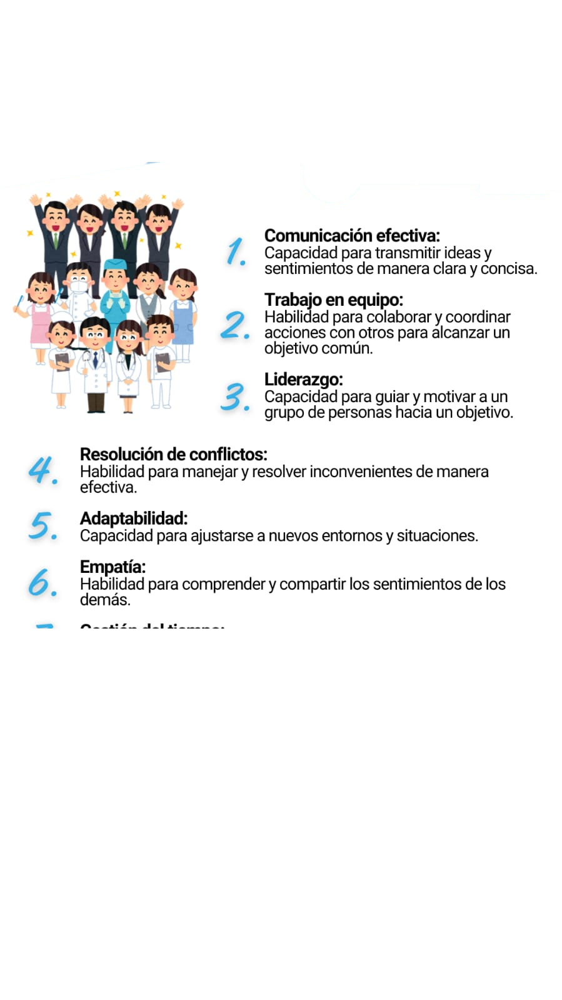 1.
Comunicación efectiva:
Capacidad para transmitir ideas y
sentimientos de manera clara y concisa.
2.
Trabajo en equipo:
Habilidad para colaborar y coordinar
acciones con otros para alcanzar un
objetivo común.
3.
Liderazgo:
Capacidad para guiar y motivar a un
grupo de personas hacia un objetivo.
4.
Resolución de conflictos:
Habilidad para manejar y resolver inconvenientes de manera
efectiva.
5.
Adaptabilidad:
Capacidad para ajustarse a nuevos entornos y situaciones.
6.
Empatía:
Habilidad para comprender y compartir los sentimientos de los
demás.
Gestión del tiempo: